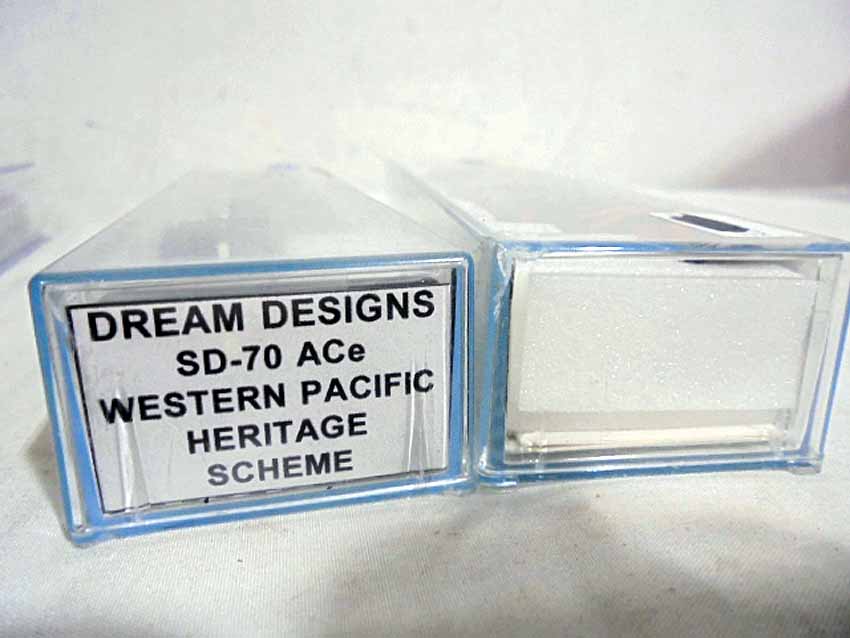 DREAM DESIGNS
SD-70 ACe
WESTERN PACIFIC
HERITAGE
SCHEME